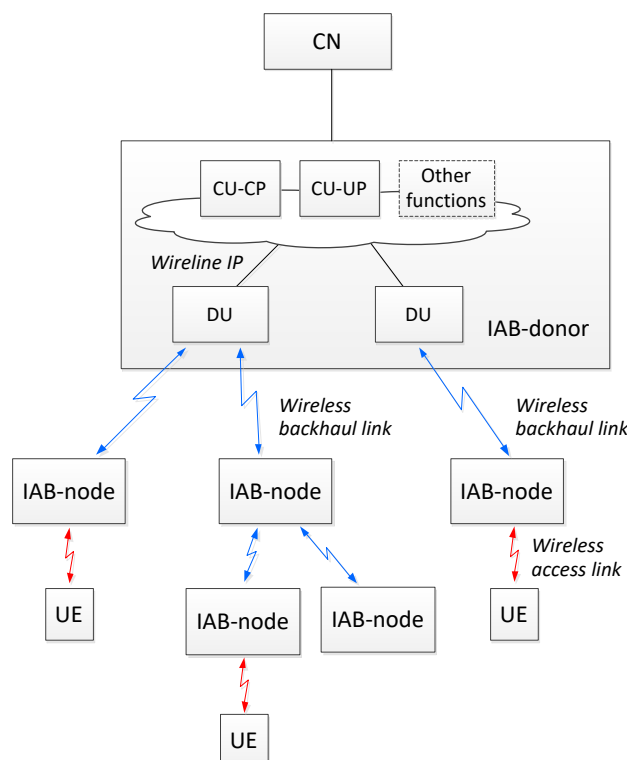 CN
CU-CP
CU-UP
Other
functions
Wireline IP
DU
DU
IAB-donor
Wireless
backhaul link
Wireless
backhaul link
IAB-node
IAB-node
IAB-node
Wireless
access link
UE
IAB-node
IAB-node
UE
UE